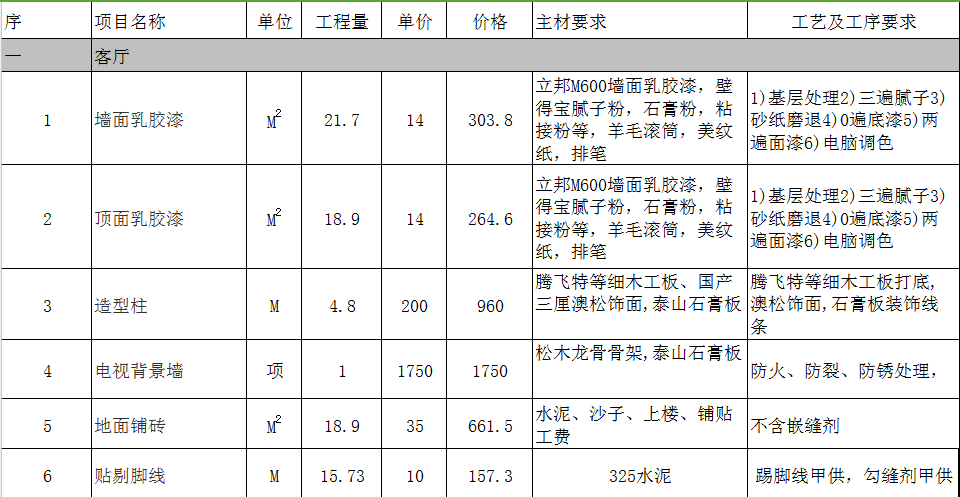 序 项目名称 单位 工程量 单价 价格 主材要求 工艺及工序要求
一 客厅
1 墙面乳胶漆 M2 21.7 14 303.8
立邦M600墙面乳胶漆，壁
得宝腻子粉，石膏粉，粘
接粉等，羊毛滚筒，美纹
纸，排笔
1)基层处理2)三遍腻子3)
砂纸磨退4)0遍底漆5)两
遍面漆6)电脑调色
2 顶面乳胶漆 M2 18.9 14 264.6
立邦M600墙面乳胶漆，壁
得宝腻子粉，石膏粉，粘
接粉等，羊毛滚筒，美纹
纸，排笔
1)基层处理2)三遍腻子3)
砂纸磨退4)0遍底漆5)两
遍面漆6)电脑调色
3 造型柱 M 4.8 200 960
腾飞特等细木工板、国产
三厘澳松饰面,泰山石膏板
腾飞特等细木工板打底,
澳松饰面,石膏板装饰线
条
4 电视背景墙 项 1 1750 1750
松木龙骨骨架,泰山石膏板
防火、防裂、防锈处理，
5 地面铺砖 M2 18.9 35 661.5
水泥、沙子、上楼、铺贴
工费
不含嵌缝剂
6 贴剔脚线 M 15.73 10 157.3 325水泥 踢脚线甲供，勾缝剂甲供